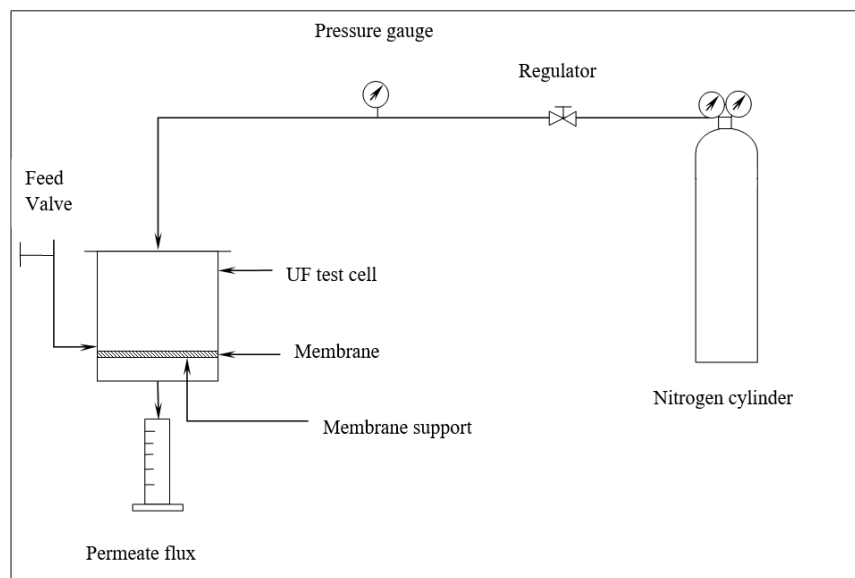 Pressure gauge
Regulator
Feed
Valve
UF test cell
Membrane
Nitrogen cylinder
Membrane support
Permeate flux